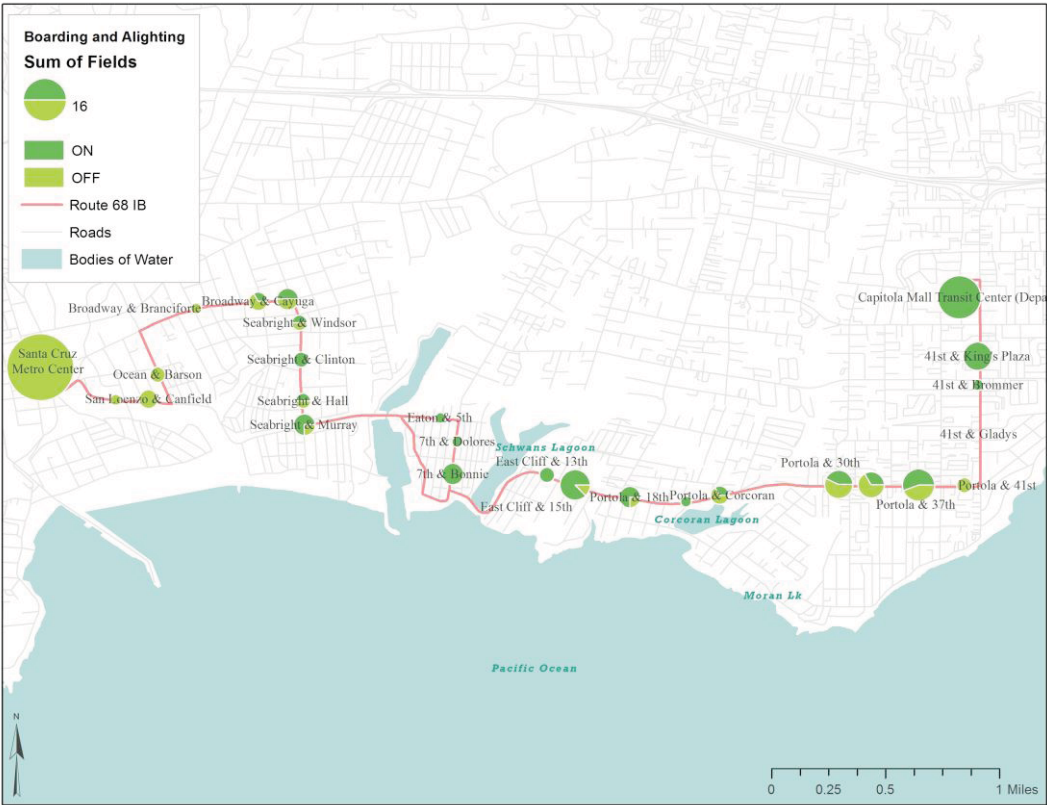 Boarding and Alighting
Sum of Fields
16
ON
OFF
Route 68 IB
Roads
Bodies of Water
Broadway & Branciforte
Broadway & Cayuga
Capitola Mall Transit Center (Depa
Seabright & Windsor
Santa Cruz
Metro Center
Seabright & Clinton
41st & King's Plaza
Ocean & Barson
41st & Brommer
San Loenzo & Canfield
Seabright & Hall
Seabright & Murray
Eaton & 5th
41st & Gladys
7th & Dolores
Schwans Lagoon
East Cliff & 13th
Portola & 30th
7th & Bonnie
Portola & 18th
Portola & Corcoran
Portola & 41st
East Cliff & 15th
Portola & 37th
Corcoran Lagoon
Moran Lk
Pacific Ocean
N
0 0.25 0.5 1 Miles